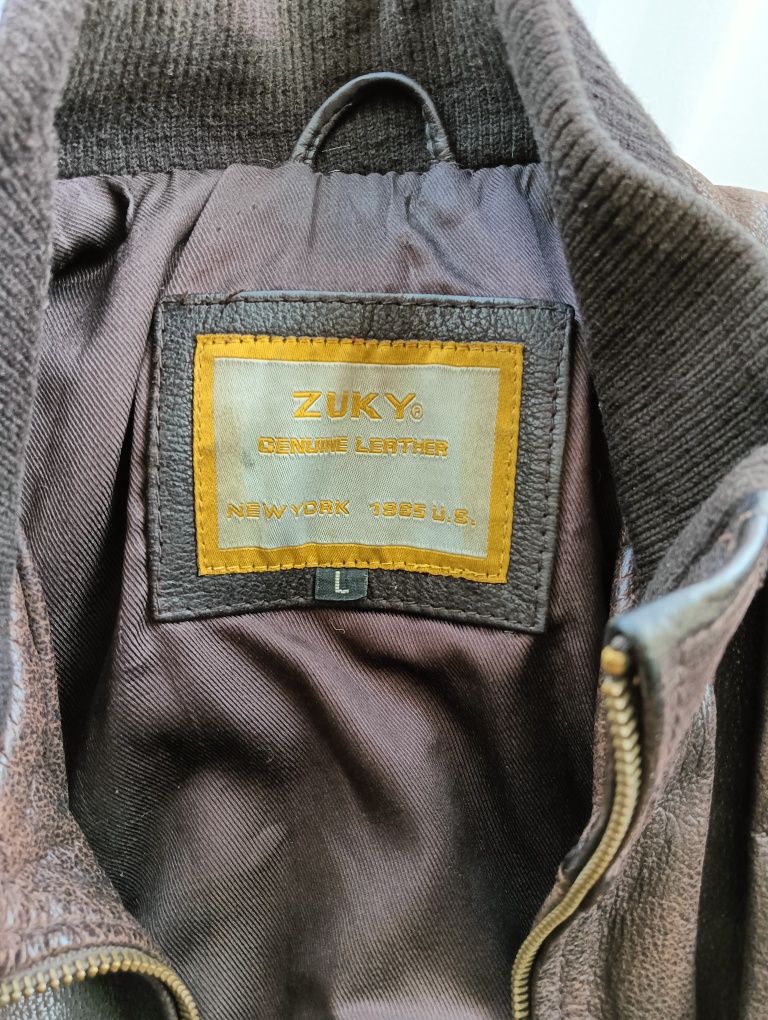 ZUKY®
GENUINE LEATHER
NEW YORK 1985 U.S.
L